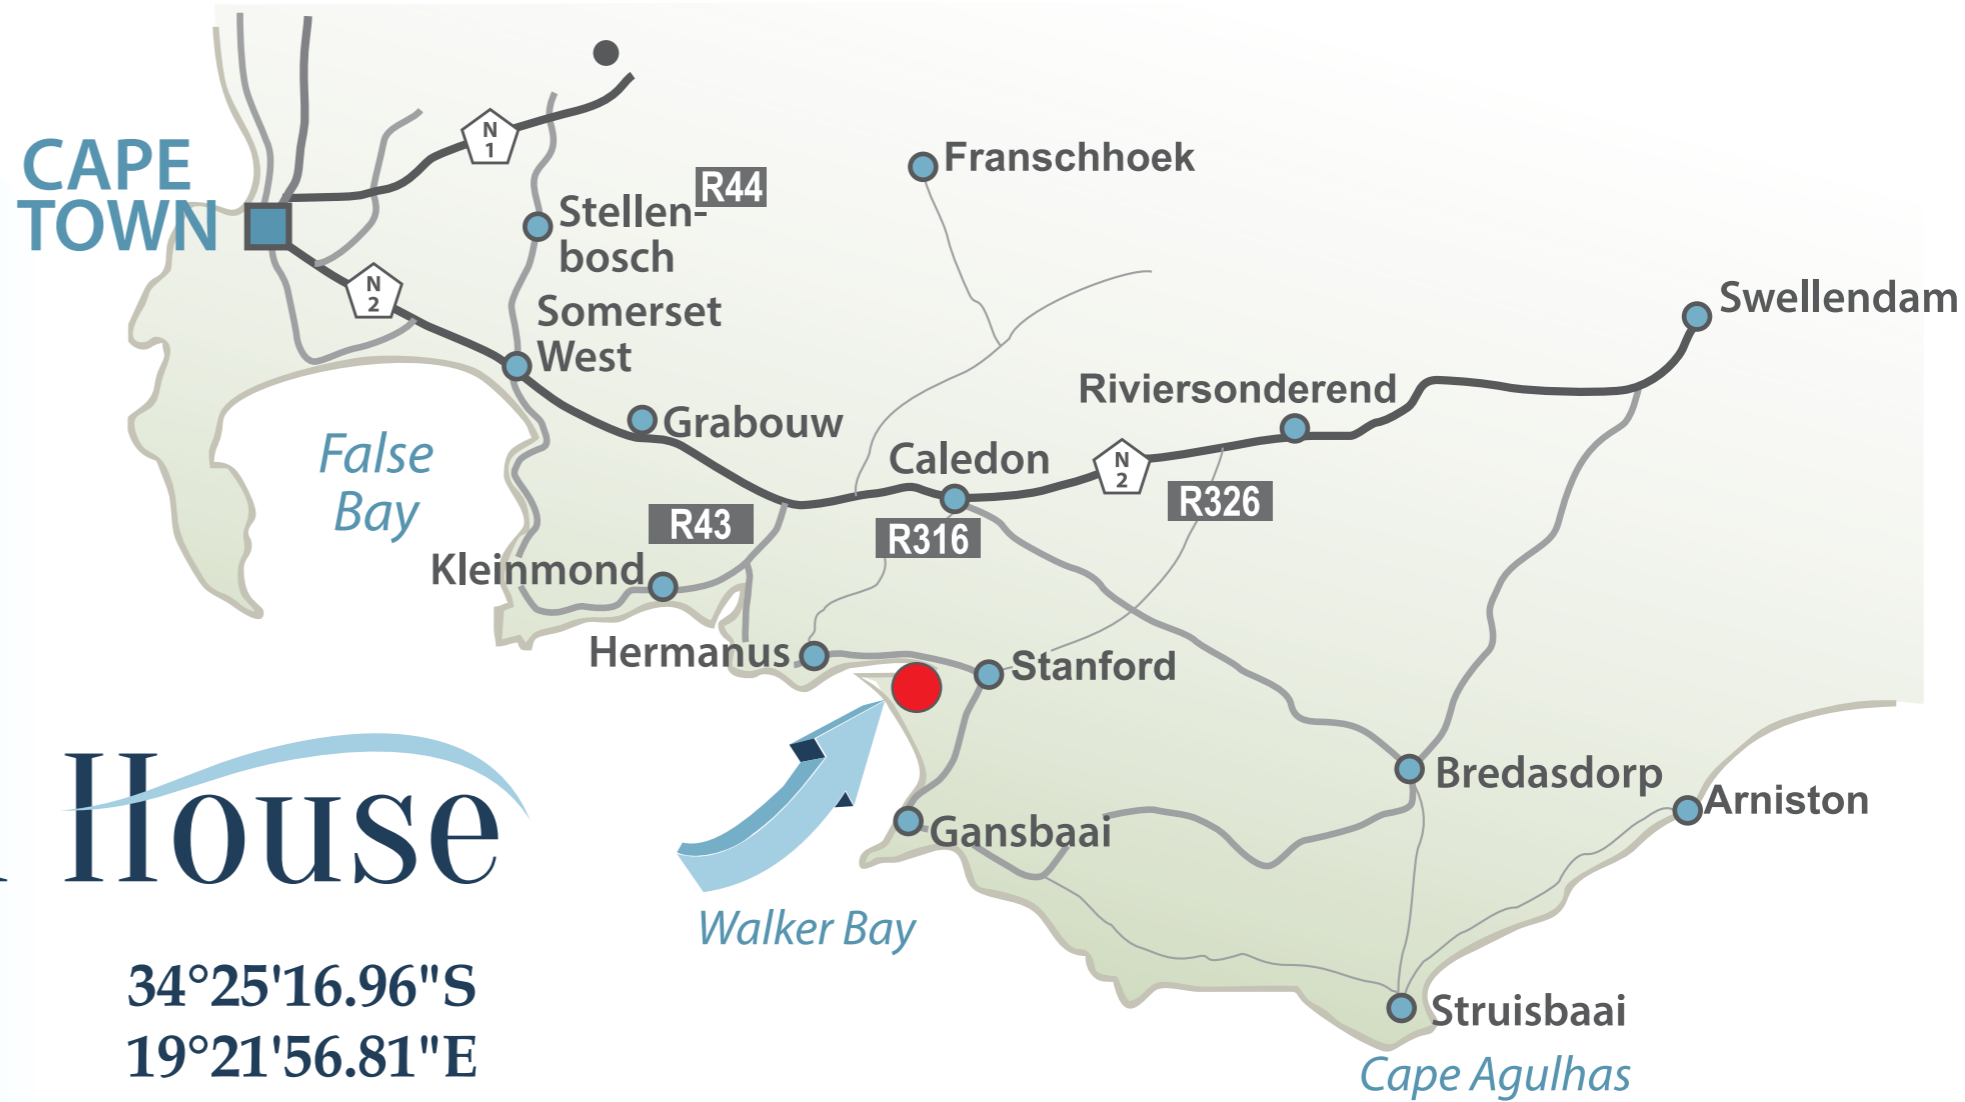 CAPE
TOWN
N
1
N
2
R44
Stellen-
bosch
Somerset
West
Franschhoek
Swellendam
Riviersonderend
Grabouw
False
Bay
Caledon
N
2
R326
R43
R316
Kleinmond
Hermanus
Stanford
House
Bredasdorp
Arniston
Gansbaai
Walker Bay
34°25'16.96"S
19°21'56.81"E
Struisbaai
Cape Agulhas